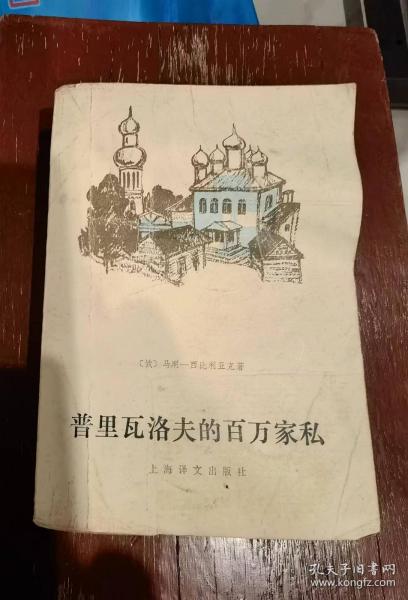 〔俄〕马明—西比利亚克著
普里瓦洛夫的百万家私
上海译文出版社
孔夫子旧书网
www.kongfz.com